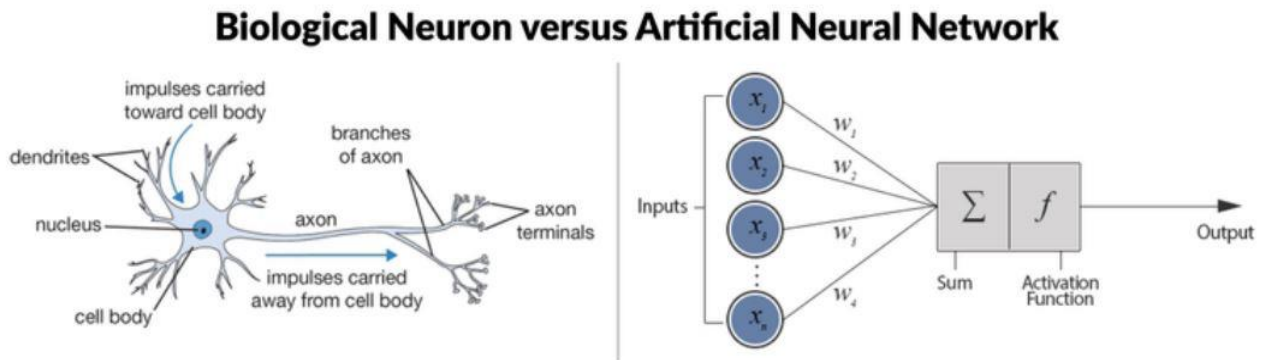 Biological Neuron versus Artificial Neural Network
impulses carried
toward cell body
dendrites
nucleus
cell body
axon
impulses carried
away from cell body
branches
of axon
axon
terminals
Inputs
x₁
x₂
x₃
x_n
w₁
w₂
w₃
w₄
∑
f
Sum
Activation
Function
Output